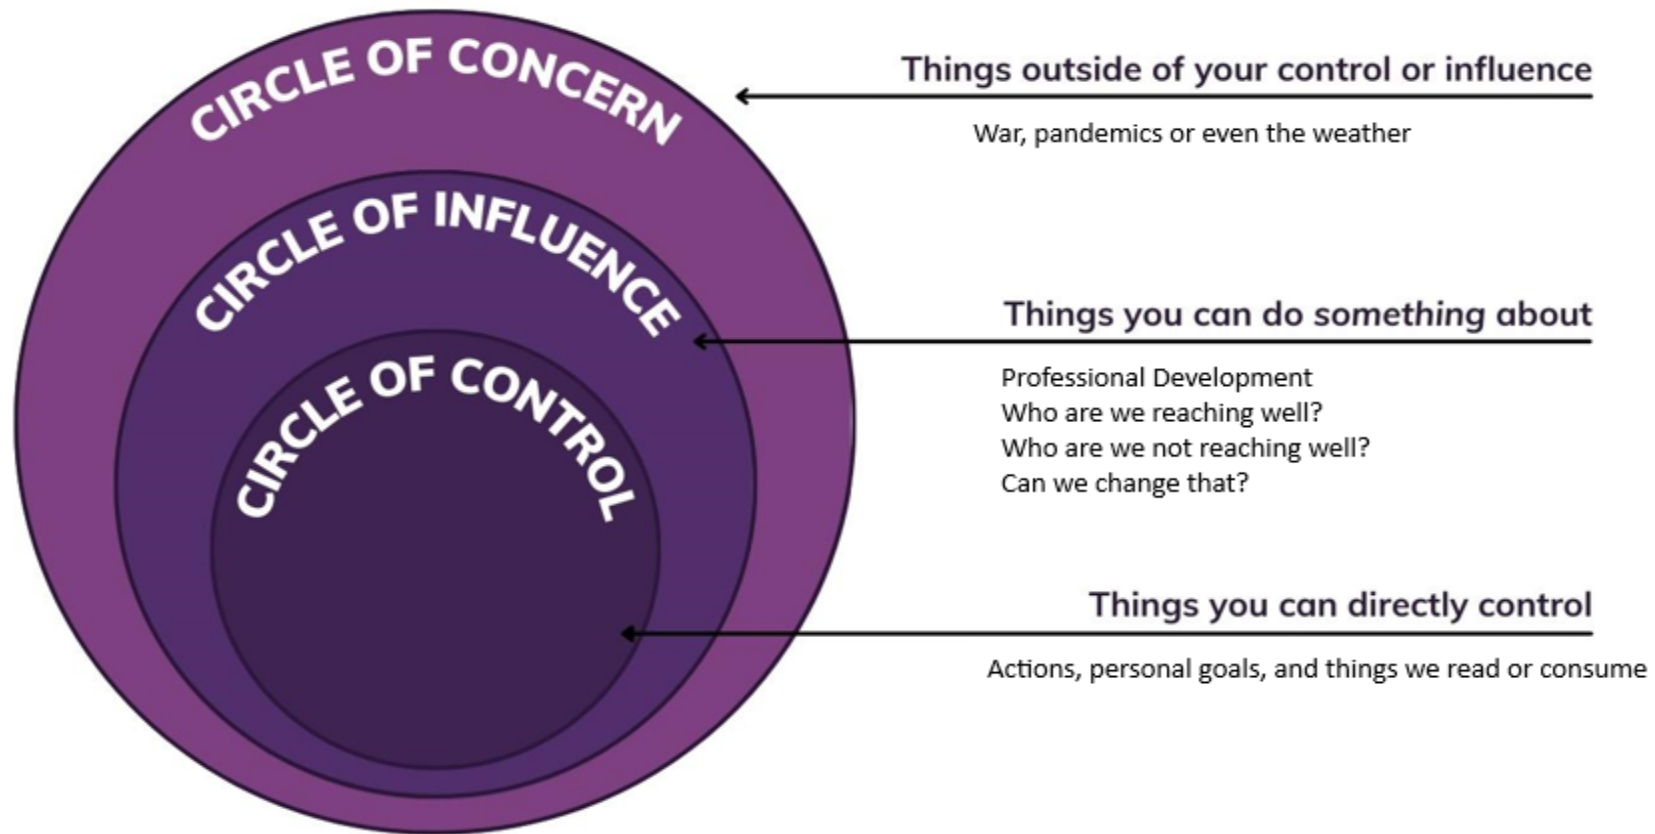 CIRCLE OF CONCERN
Things outside of your control or influence
War, pandemics or even the weather
CIRCLE OF INFLUENCE
Things you can do something about
Professional Development
Who are we reaching well?
Who are we not reaching well?
Can we change that?
CIRCLE OF CONTROL
Things you can directly control
Actions, personal goals, and things we read or consume